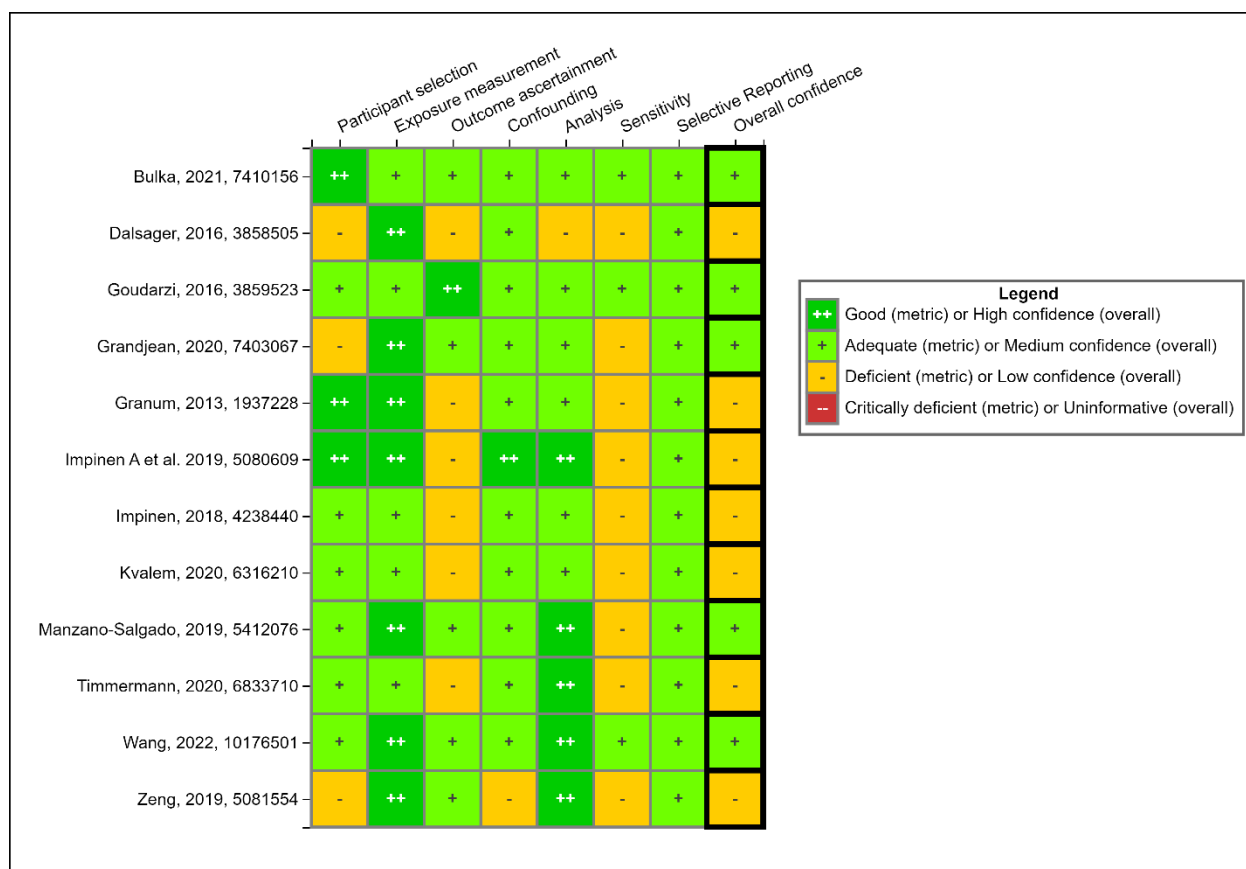 Participant selection
Exposure measurement
Outcome ascertainment
Confounding
Analysis
Sensitivity
Selective Reporting
Overall confidence
Bulka, 2021, 7410156 ++ + + + + + + +
Dalsager, 2016, 3858505 - ++ - + - - + -
Goudarzi, 2016, 3859523 + + ++ + + + + +
Grandjean, 2020, 7403067 - ++ + + + - + +
Granum, 2013, 1937228 ++ ++ - + + - + -
Impinen A et al. 2019, 5080609 ++ ++ - ++ ++ - + -
Impinen, 2018, 4238440 + + - + + - + -
Kvalem, 2020, 6316210 + + - + + - + -
Manzano-Salgado, 2019, 5412076 + ++ + + ++ - + +
Timmermann, 2020, 6833710 + + - + ++ - + -
Wang, 2022, 10176501 + ++ + + ++ + + +
Zeng, 2019, 5081554 - ++ + - ++ - + -
Legend
++ Good (metric) or High confidence (overall)
+ Adequate (metric) or Medium confidence (overall)
- Deficient (metric) or Low confidence (overall)
-- Critically deficient (metric) or Uninformative (overall)